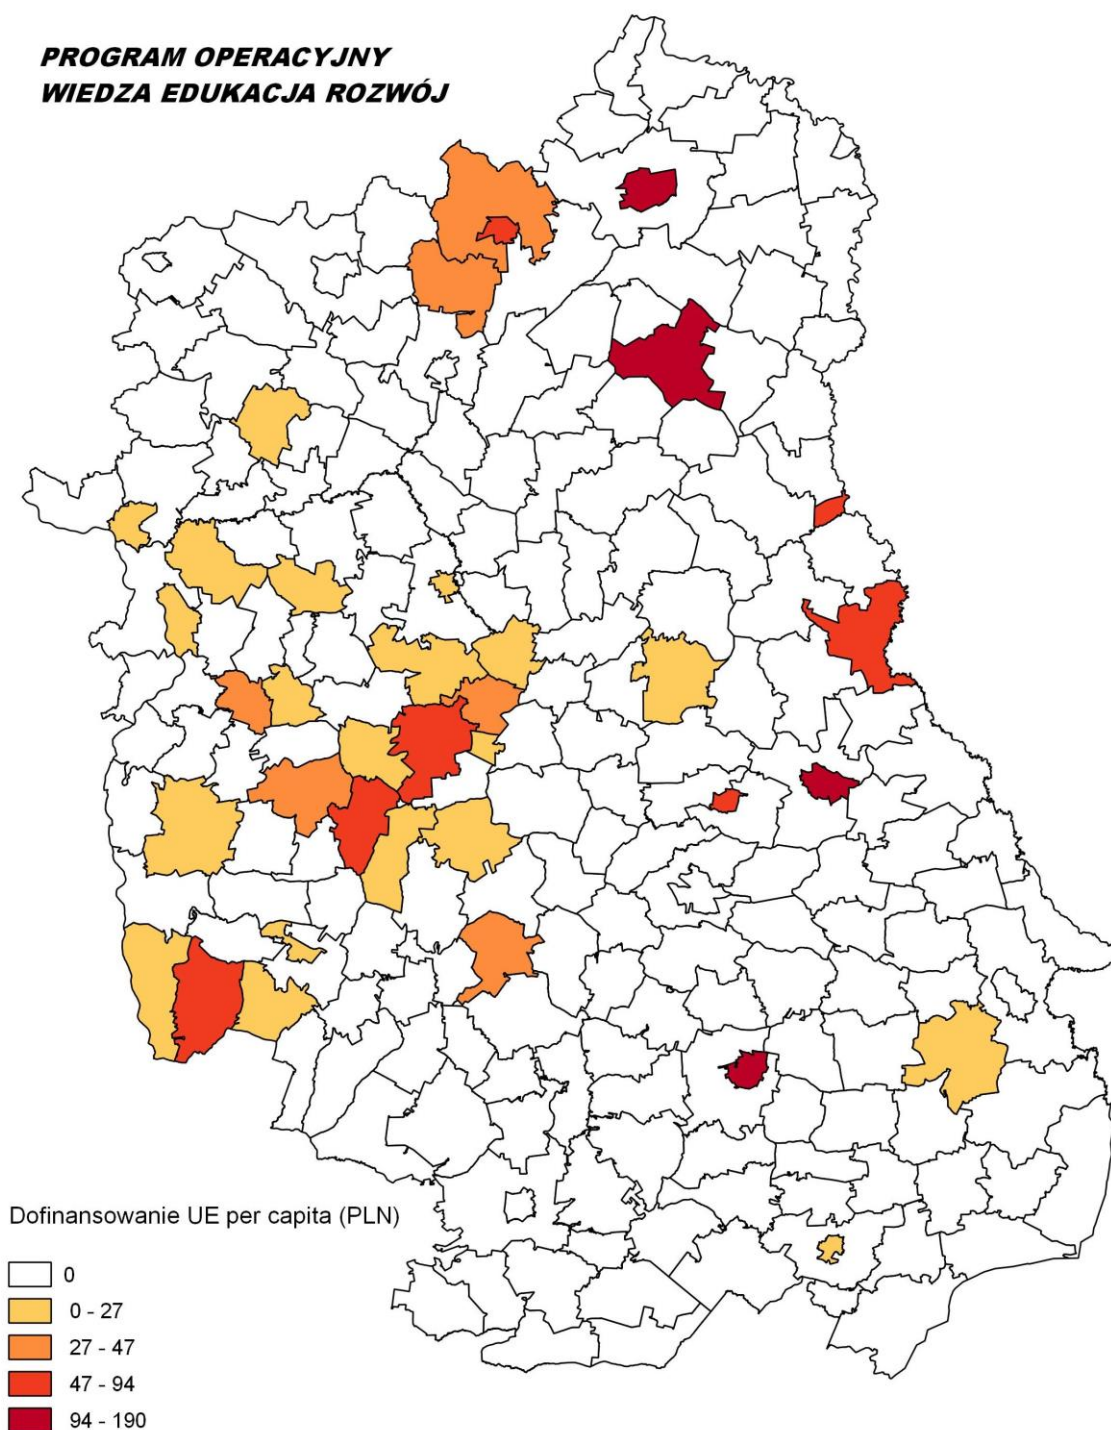 PROGRAM OPERACYJNY
WIEDZA EDUKACJA ROZWÓJ
Dofinansowanie UE per capita (PLN)
0
0 - 27
27 - 47
47 - 94
94 - 190